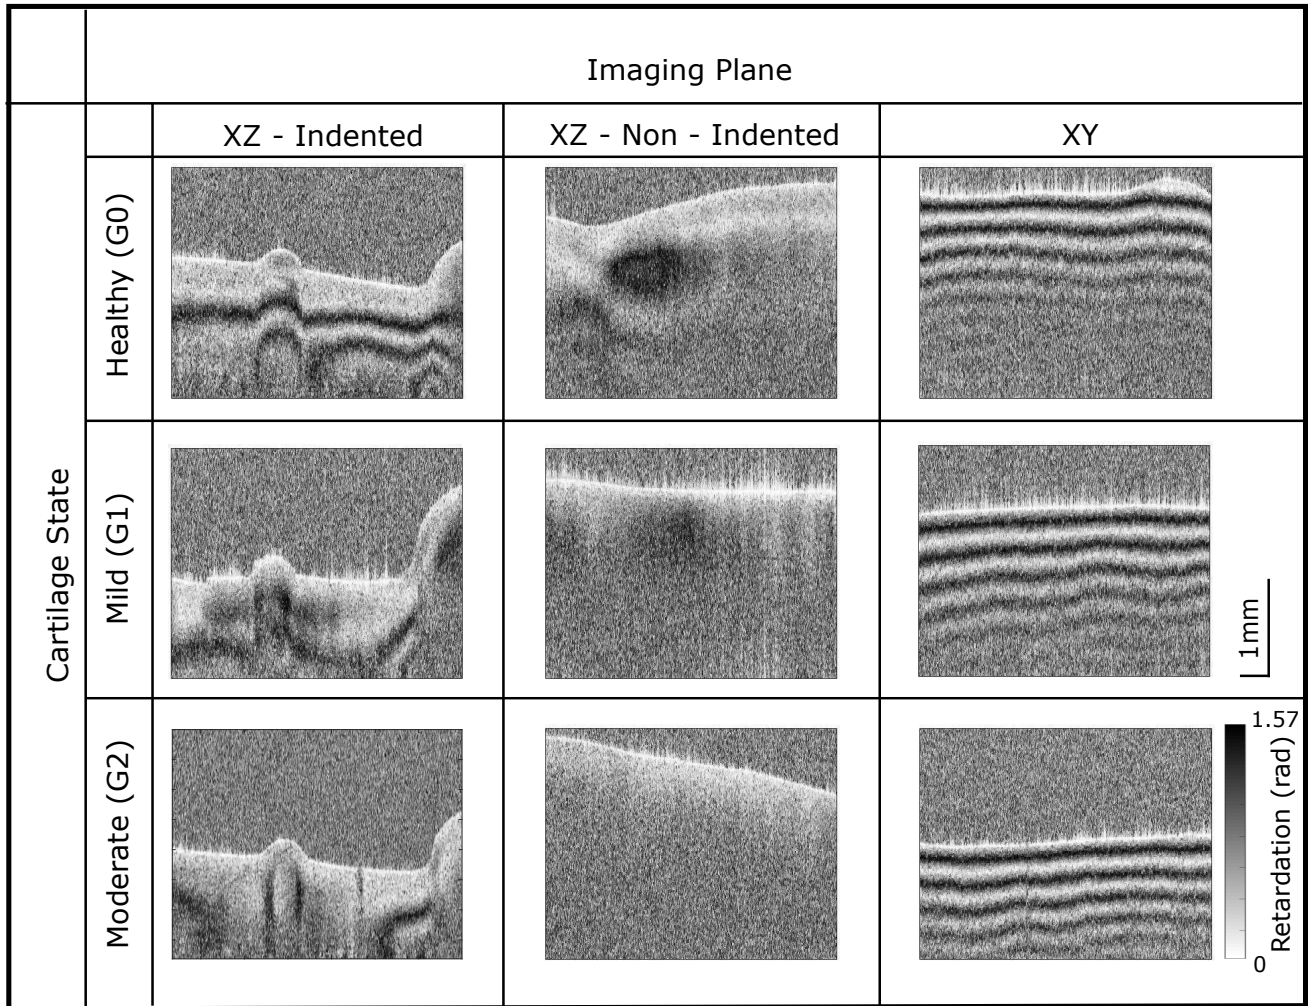 Imaging Plane
XZ - Indented
XZ - Non - Indented
XY
Cartilage State
Healthy (G0)
Mild (G1)
Moderate (G2)
1mm
1.57
Retardation (rad)
0